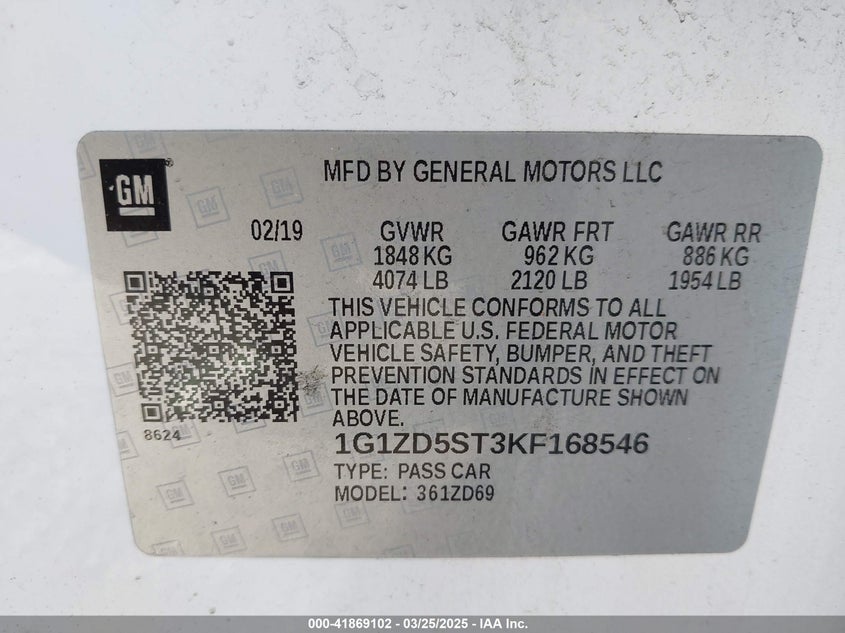 GM
MFD BY GENERAL MOTORS LLC
02/19 GVWR GAWR FRT GAWR RR
1848 KG 962 KG 886 KG
4074 LB 2120 LB 1954 LB
THIS VEHICLE CONFORMS TO ALL
APPLICABLE U.S. FEDERAL MOTOR
VEHICLE SAFETY, BUMPER, AND THEFT
PREVENTION STANDARDS IN EFFECT ON
THE DATE OF MANUFACTURE SHOWN
ABOVE.
8624
1G1ZD5ST3KF168546
TYPE: PASS CAR
MODEL: 361ZD69
000-41869102 - 03/25/2025 - IAA Inc.